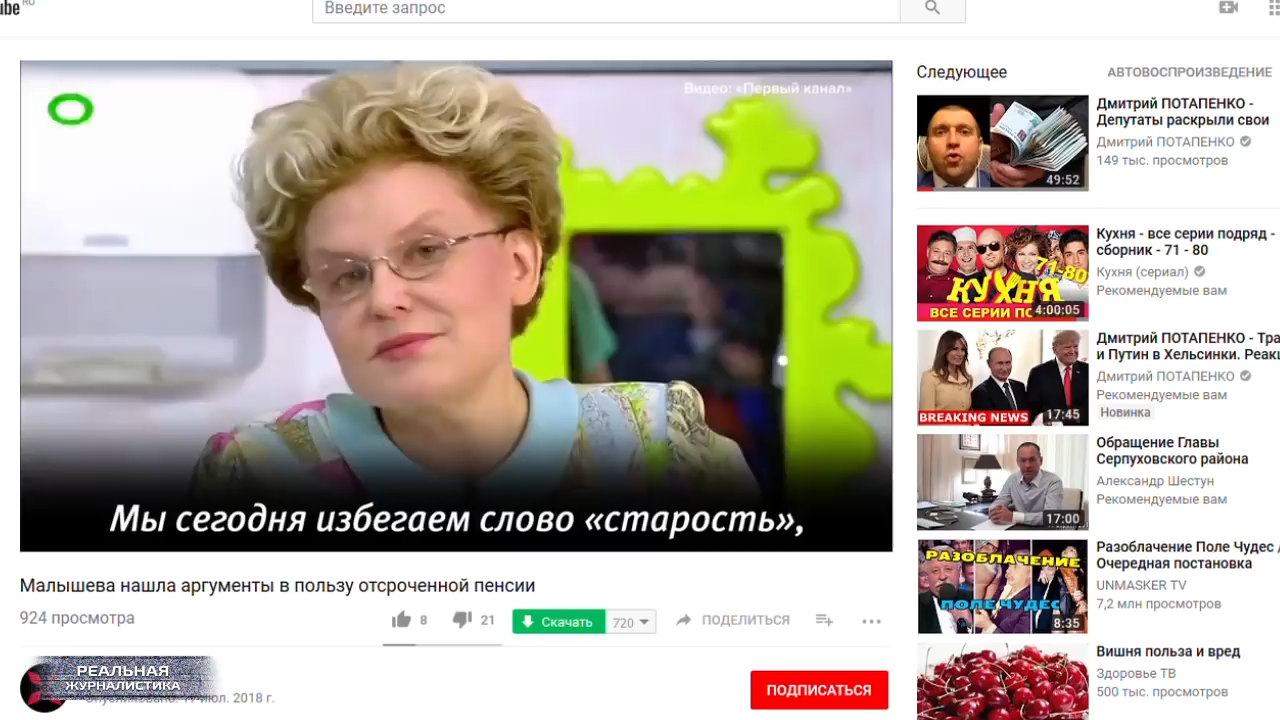 ube RU
Введите запрос
Видео: «Первый канал»
Мы сегодня избегаем слово «старость»,
Малышева нашла аргументы в пользу отсроченной пенсии
924 просмотра
8
21
Скачать
720
ПОДЕЛИТЬСЯ
РЕАЛЬНАЯ
ЖУРНАЛИСТИКА
июл. 2018 г.
ПОДПИСАТЬСЯ
Следующее
АВТОВОСПРОИЗВЕДЕНИЕ
49:52
Дмитрий ПОТАПЕНКО -
Депутаты раскрыли свои
Дмитрий ПОТАПЕНКО
149 тыс. просмотров
71-80
КУХНЯ
ВСЕ СЕРИИ ПО
4:00:05
Кухня - все серии подряд -
сборник - 71 - 80
Кухня (сериал)
Рекомендуемые вам
BREAKING NEWS
17:45
Дмитрий ПОТАПЕНКО - Тра
и Путин в Хельсинки. Реакц
Дмитрий ПОТАПЕНКО
Рекомендуемые вам
Новинка
17:00
Обращение Главы
Серпуховского района
Александр Шестун
Рекомендуемые вам
РАЗОБЛАЧЕНИЕ
ПОЛЕ ЧУДЕС
8:35
Разоблачение Поле Чудес /
Очередная постановка
UNMASKER TV
7,2 млн просмотров
Вишня польза и вред
Здоровье ТВ
500 тыс. просмотров